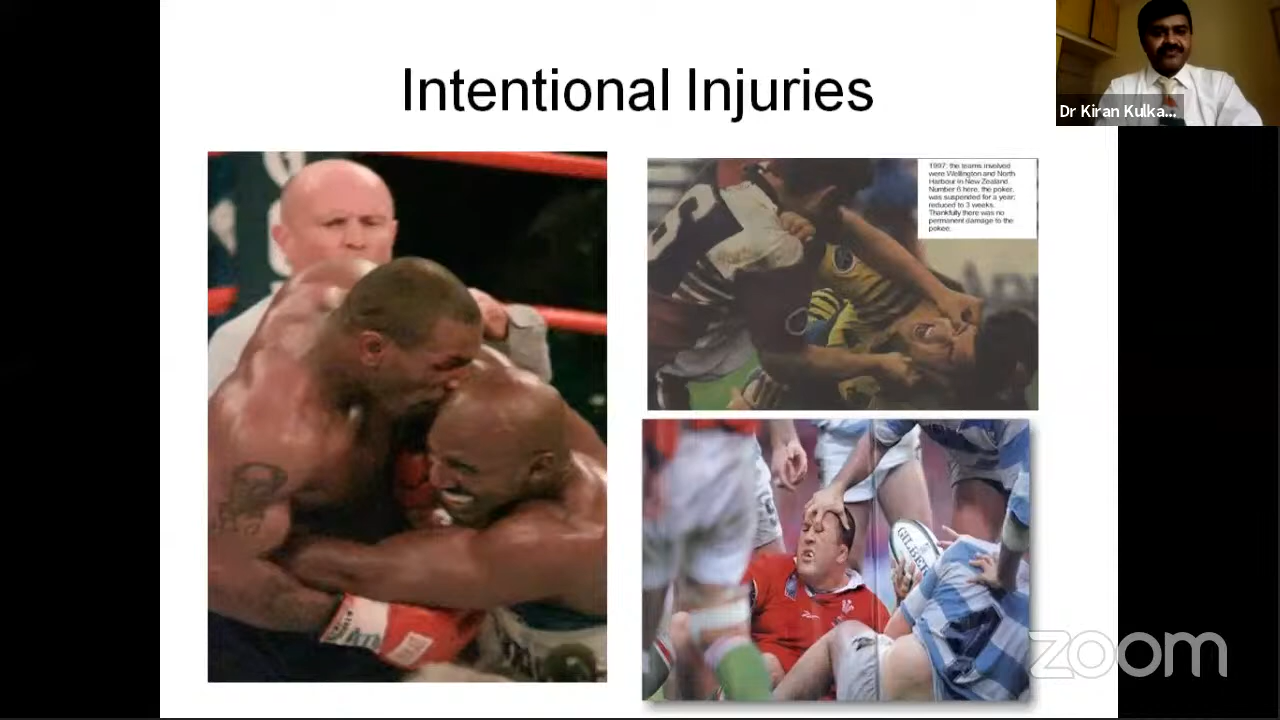 Intentional Injuries
Dr Kiran Kulka...
1997: the teams involved
were Wellington and North
Harbour in New Zealand.
Number 6 here, the poker,
was suspended for a year;
reduced to 3 weeks.
Thankfully there was no
permanent damage to the
pokee.
6
GILBE
zoom